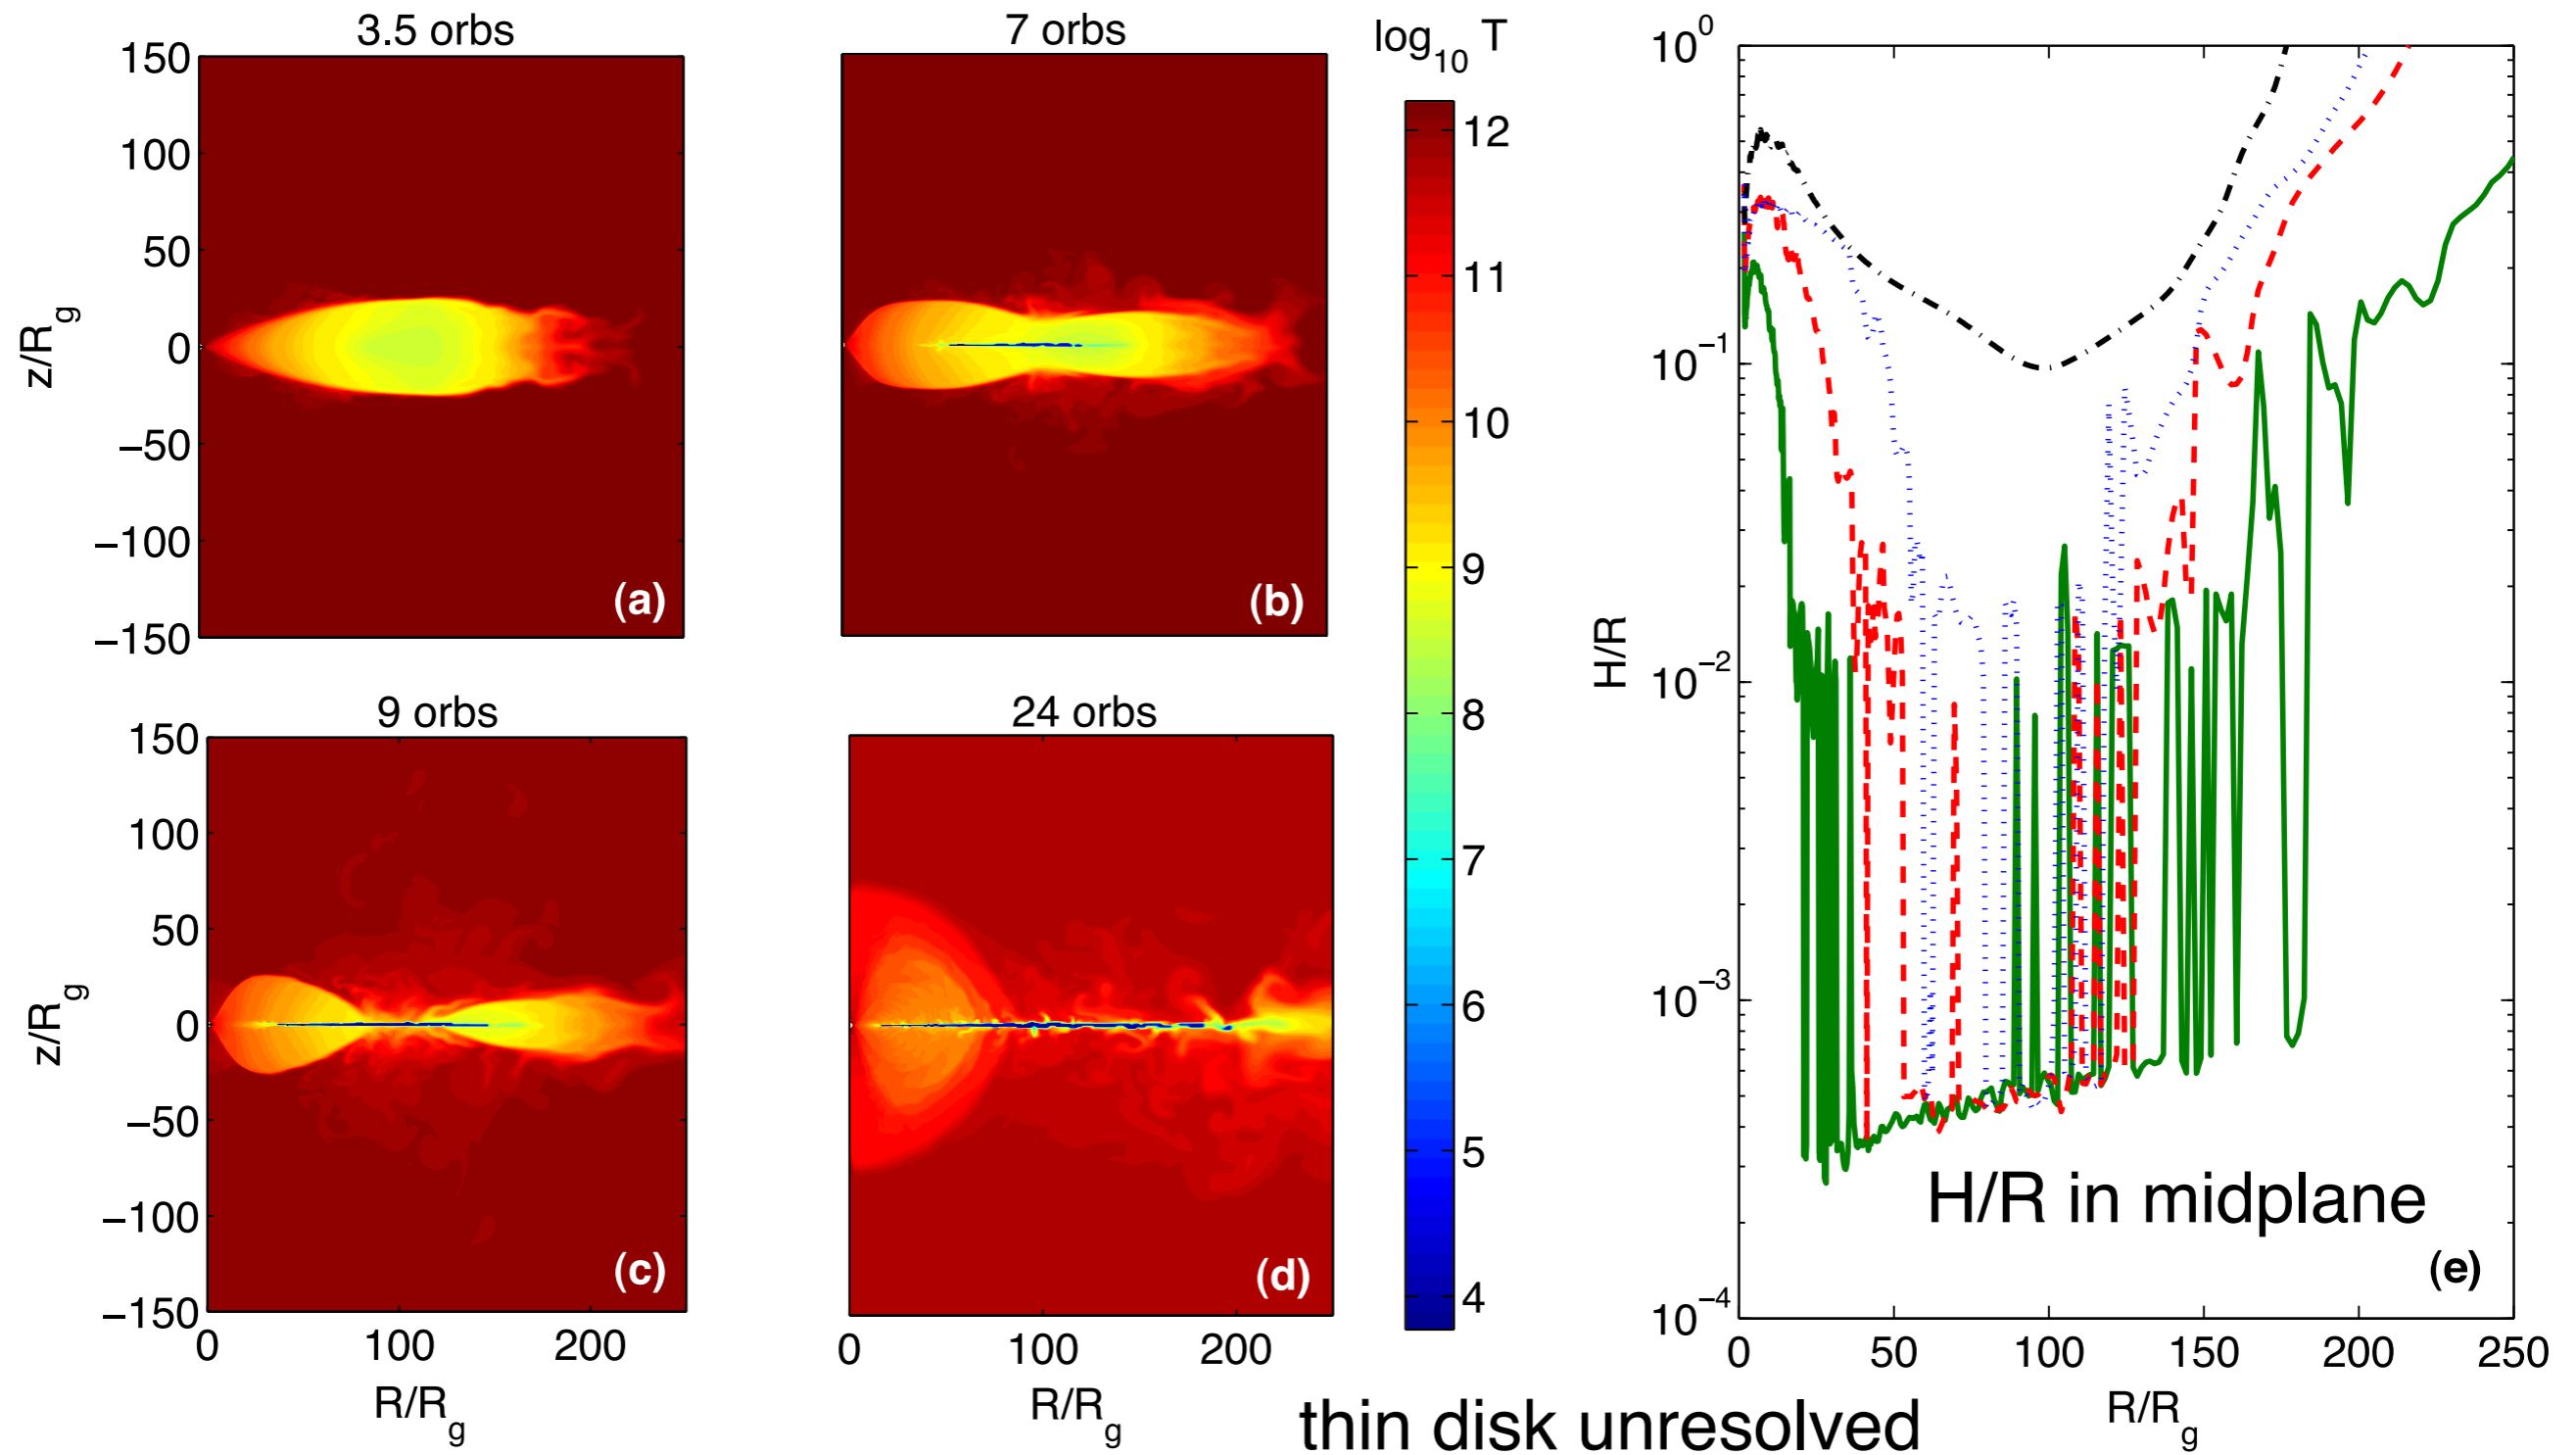 3.5 orbs
7 orbs
log10 T
150
100
50
0
−50
−100
−150
z/Rg
(a)
(b)
9 orbs
24 orbs
150
100
50
0
−50
−100
−150
z/Rg
(c)
(d)
0 100 200
R/Rg
0 100 200
R/Rg
12
11
10
9
8
7
6
5
4
10^0
10^−1
10^−2
10^−3
10^−4
H/R
H/R in midplane
(e)
0 50 100 150 200 250
R/Rg
thin disk unresolved